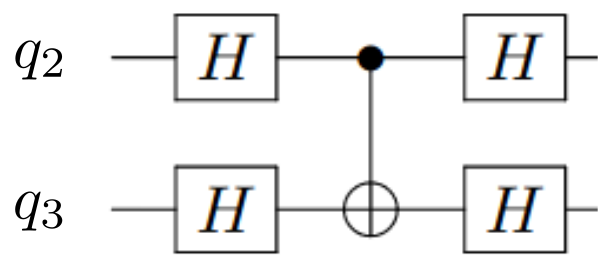 q₂ H H
q₃ H H